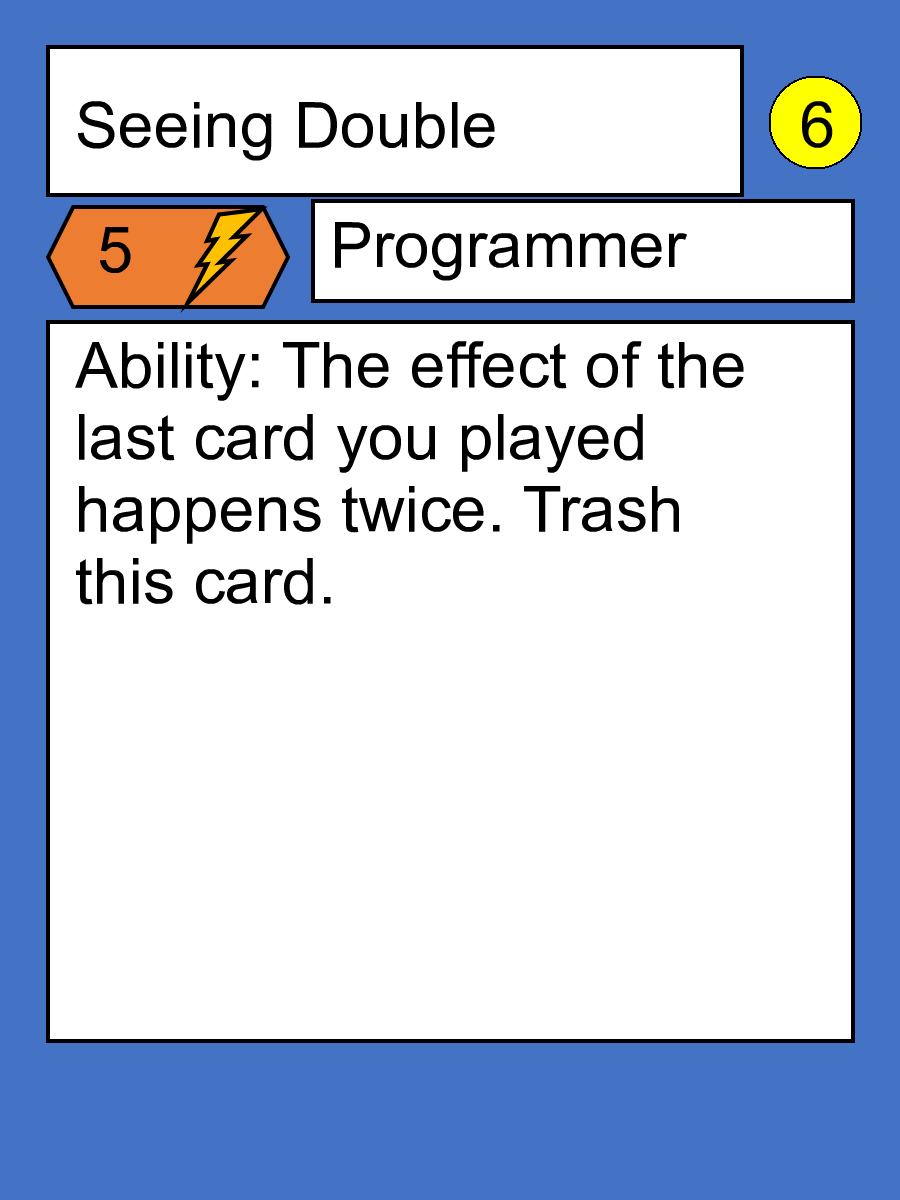 Seeing Double
6
5
Programmer
Ability: The effect of the
last card you played
happens twice. Trash
this card.